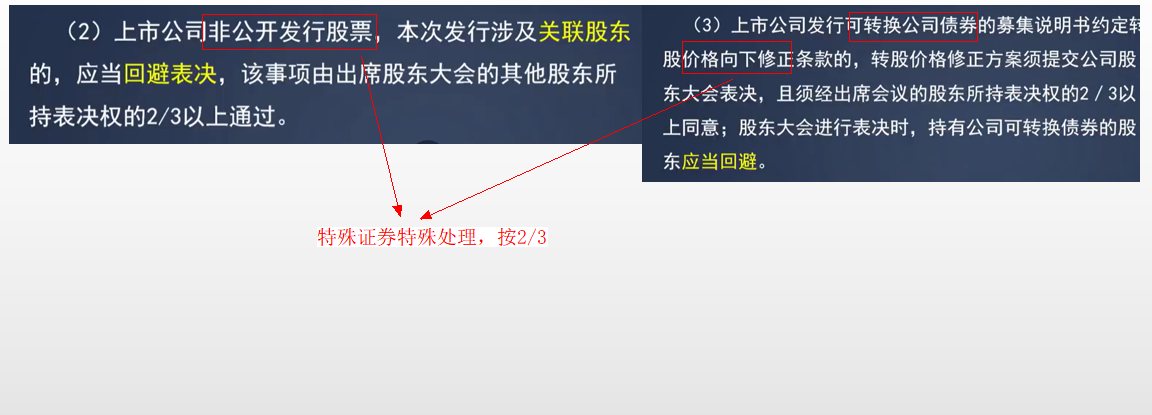 (2)上市公司非公开发行股票，本次发行涉及关联股东
的，应当回避表决，该事项由出席股东大会的其他股东所
持表决权的2/3以上通过。
(3)上市公司发行可转换公司债券的募集说明书约定转
股价格向下修正条款的，转股价格修正方案须提交公司股
东大会表决，且须经出席会议的股东所持表决权的2/3以
上同意；股东大会进行表决时，持有公司可转换债券的股
东应当回避。
特殊证券特殊处理，按2/3